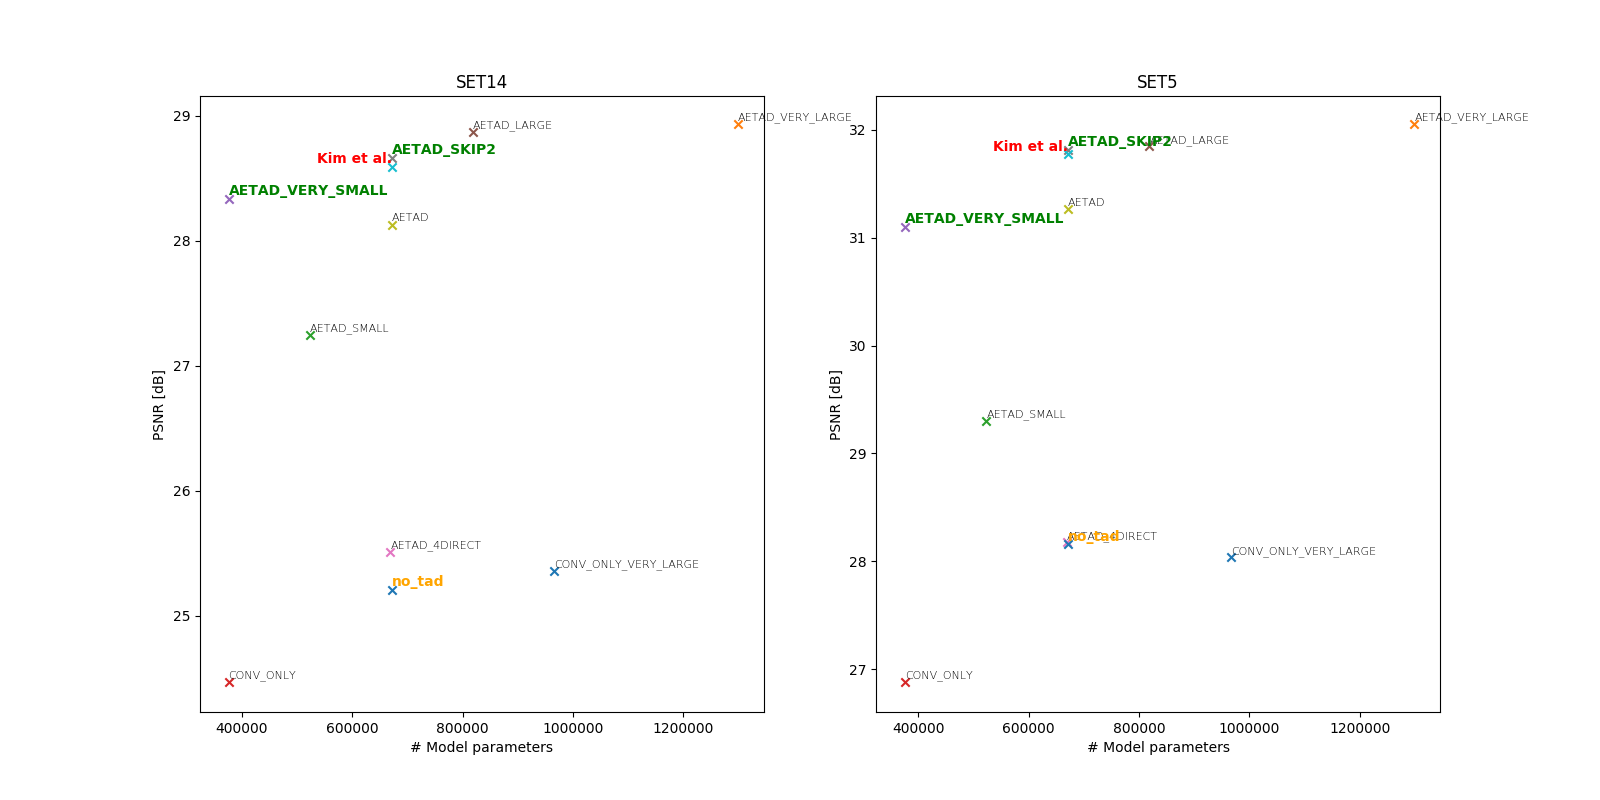 SET14
PSNR [dB]
29
28
27
26
25
AETAD_VERY_LARGE
AETAD_LARGE
AETAD_SKIP2
Kim et al.
AETAD_VERY_SMALL
AETAD
AETAD_SMALL
AETAD_4DIRECT
CONV_ONLY_VERY_LARGE
no_tad
CONV_ONLY
400000 600000 800000 1000000 1200000
# Model parameters
SET5
PSNR [dB]
32
31
30
29
28
27
AETAD_VERY_LARGE
AETAD_SKIP2
AETAD_LARGE
Kim et al.
AETAD
AETAD_VERY_SMALL
AETAD_SMALL
AETAD_4DIRECT
no_tad
CONV_ONLY_VERY_LARGE
CONV_ONLY
400000 600000 800000 1000000 1200000
# Model parameters